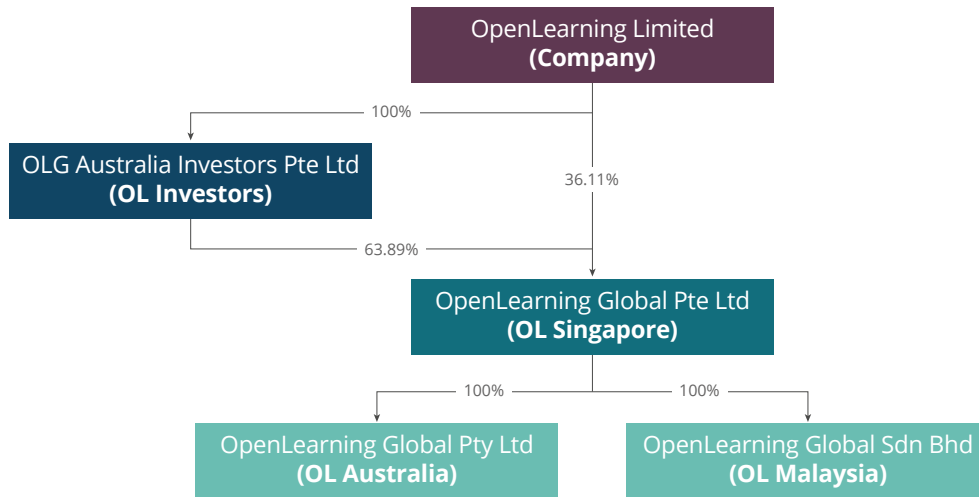 OpenLearning Limited
(Company)
100%
OLG Australia Investors Pte Ltd
(OL Investors)
36.11%
63.89%
OpenLearning Global Pte Ltd
(OL Singapore)
100%
100%
OpenLearning Global Pty Ltd
(OL Australia)
OpenLearning Global Sdn Bhd
(OL Malaysia)